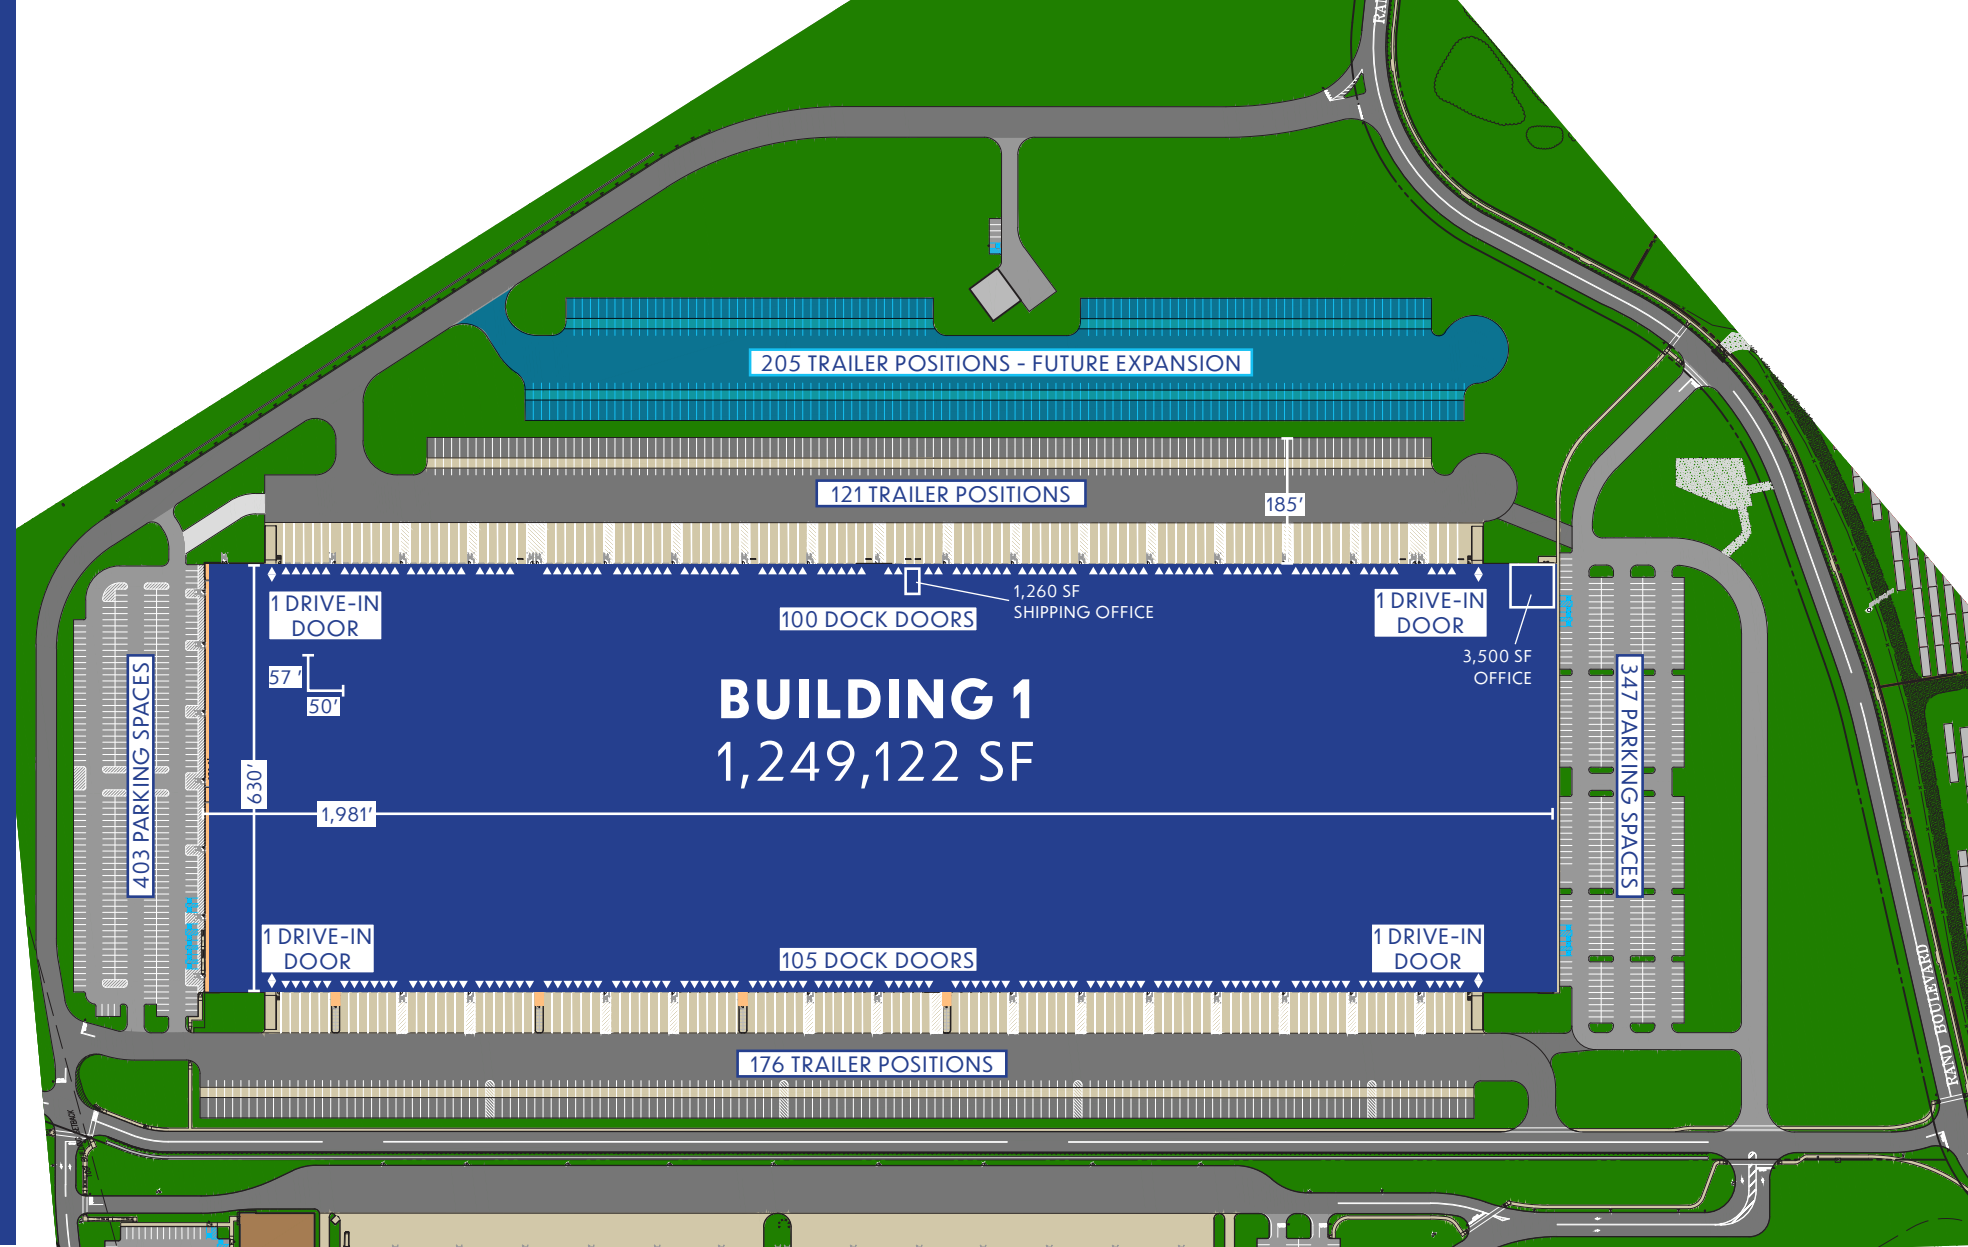 RAN
205 TRAILER POSITIONS - FUTURE EXPANSION
121 TRAILER POSITIONS
185'
1 DRIVE-IN
DOOR
100 DOCK DOORS
1,260 SF
SHIPPING OFFICE
1 DRIVE-IN
DOOR
3,500 SF
OFFICE
57 '
50'
BUILDING 1
1,249,122 SF
403 PARKING SPACES
347 PARKING SPACES
630'
1,981'
1 DRIVE-IN
DOOR
105 DOCK DOORS
1 DRIVE-IN
DOOR
176 TRAILER POSITIONS
RAND BOULEVARD